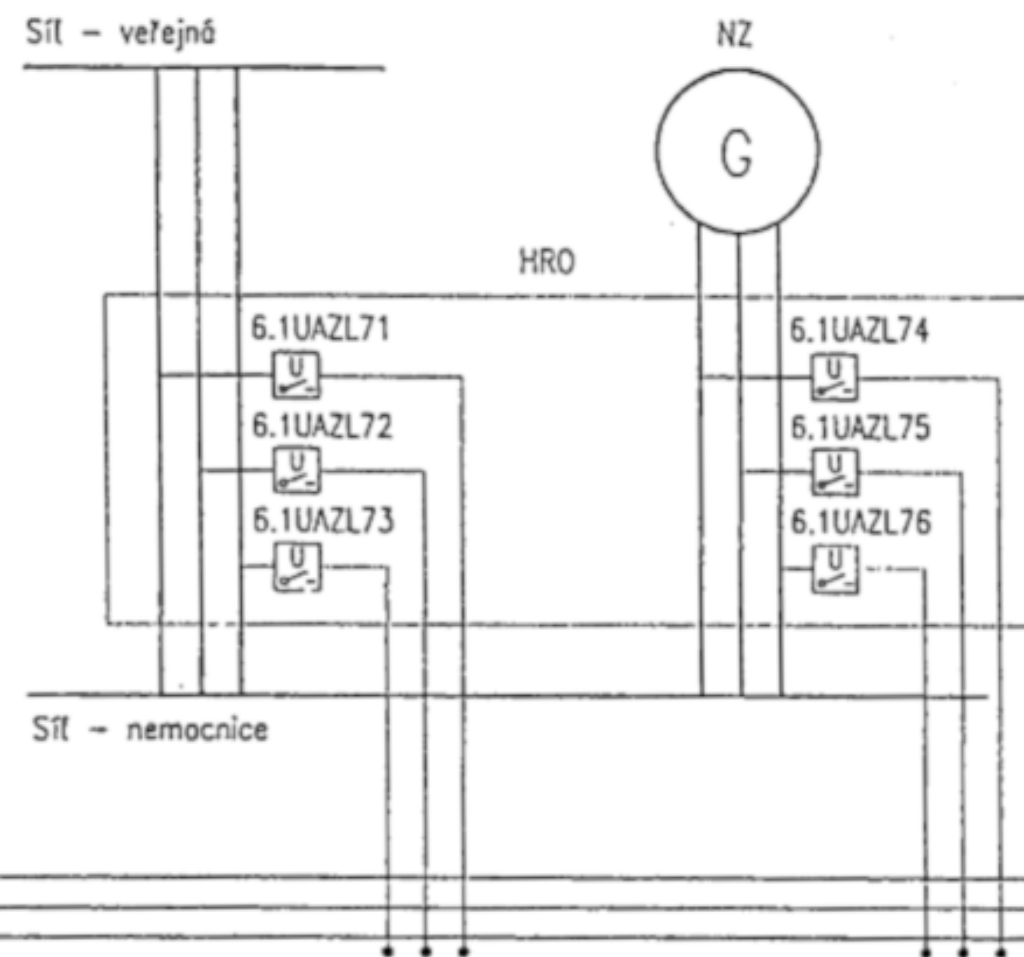 Síť - veřejná
NZ
G
HRO
6.1UAZL71
U
6.1UAZL72
U
6.1UAZL73
U
6.1UAZL74
U
6.1UAZL75
U
6.1UAZL76
U
Síť - nemocnice